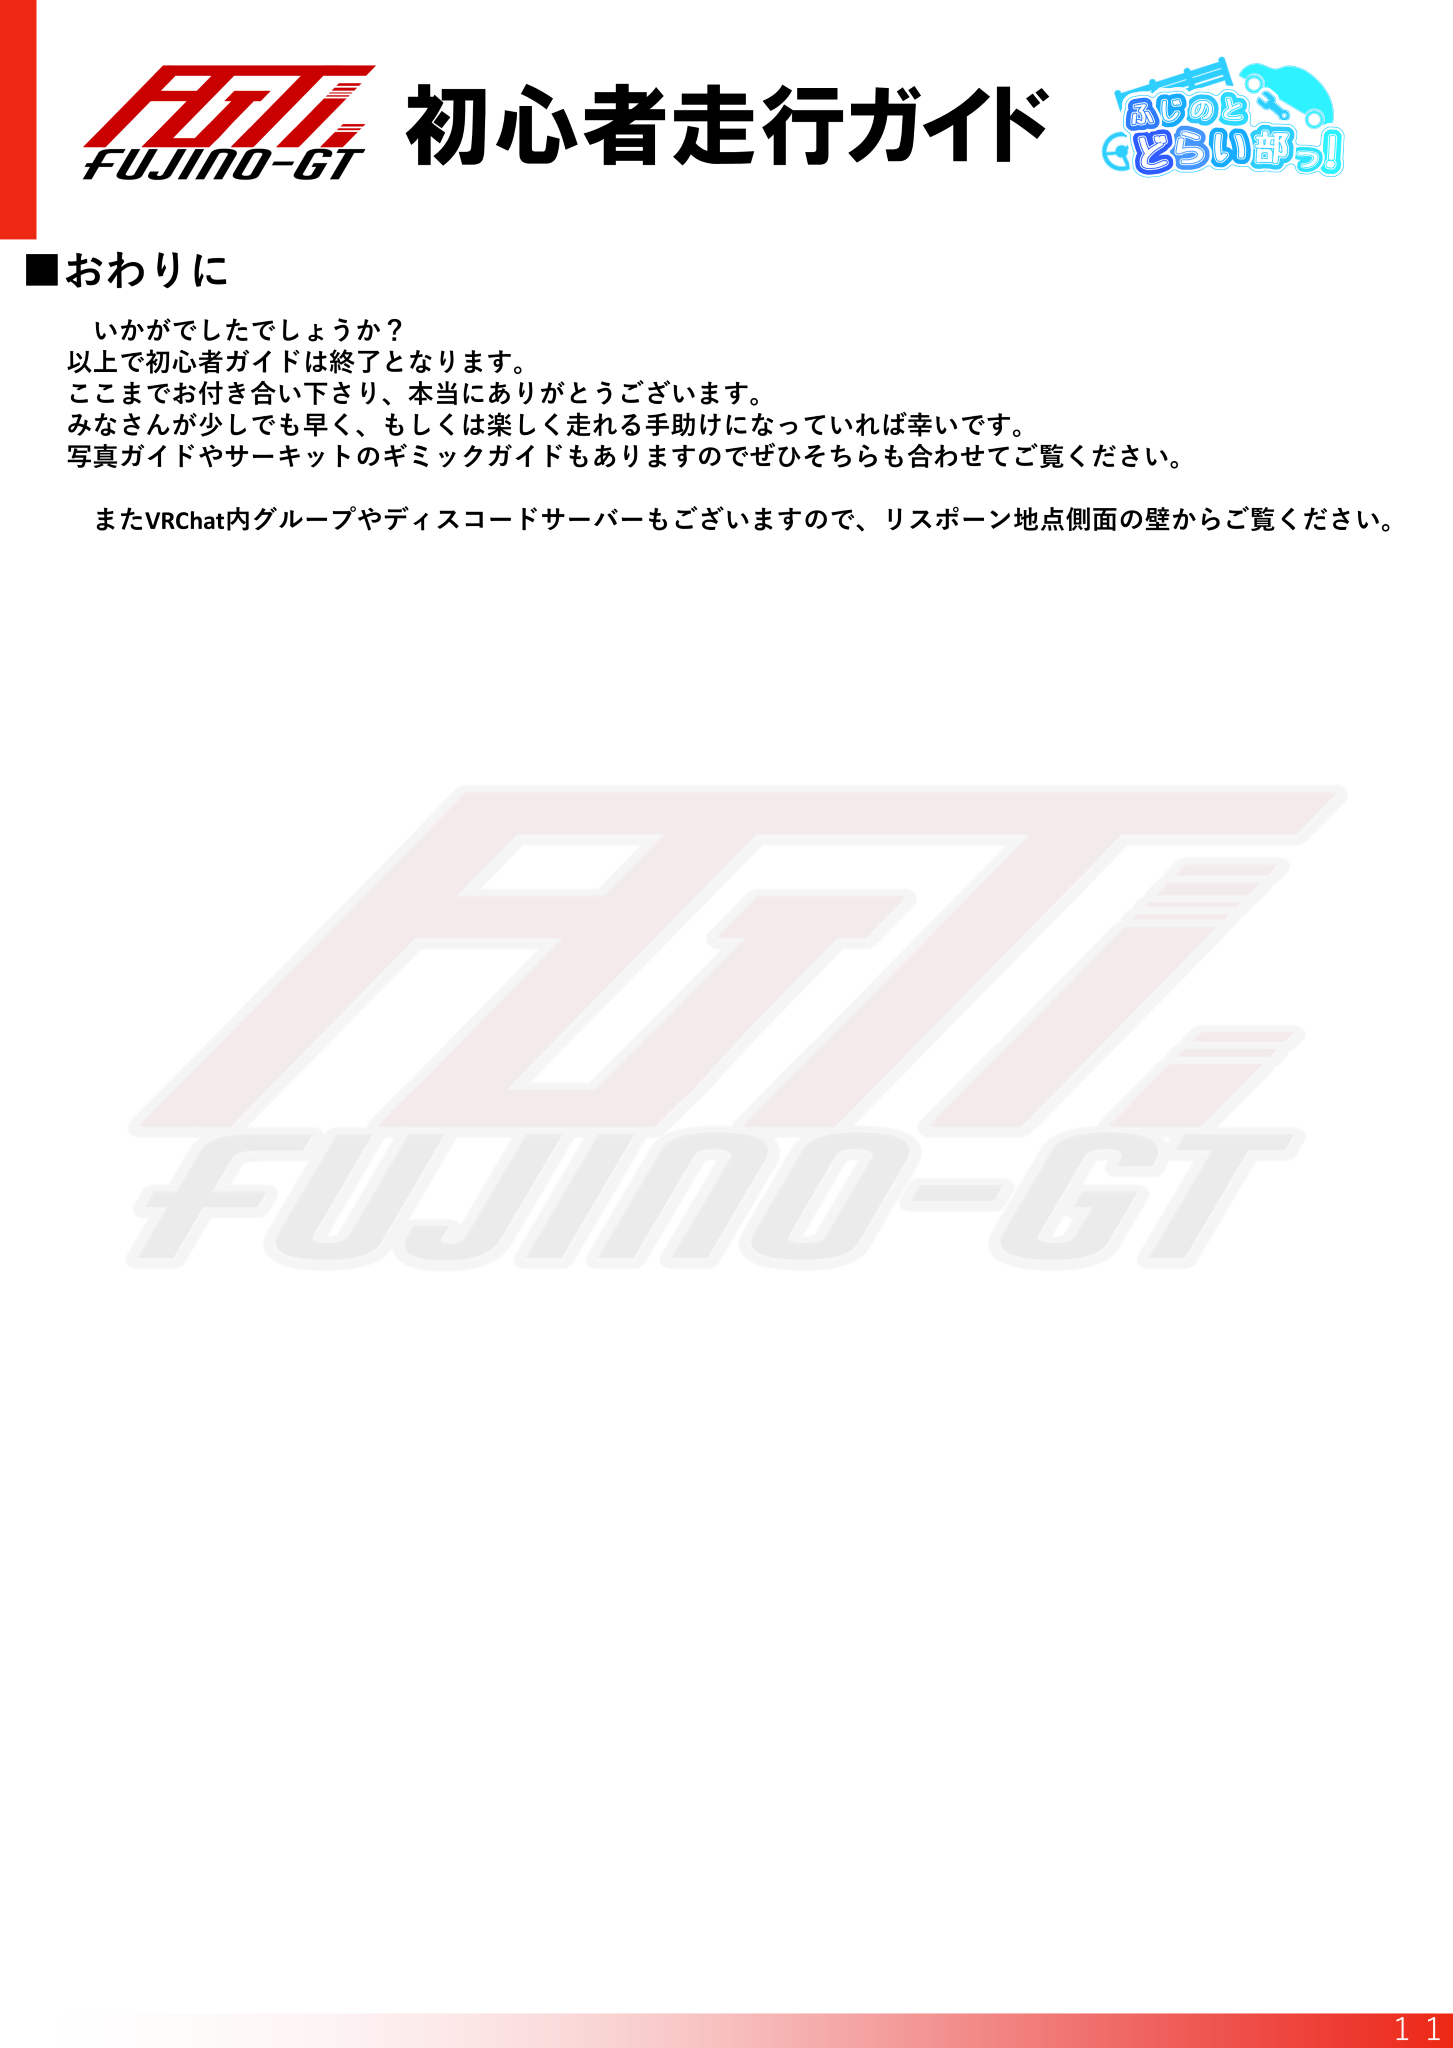 FUJINO-GT
初心者走行ガイド
ふじのと
どらい部っ!
■おわりに
いかがでしたでしょうか？
以上で初心者ガイドは終了となります。
ここまでお付き合い下さり、本当にありがとうございます。
みなさんが少しでも早く、もしくは楽しく走れる手助けになっていれば幸いです。
写真ガイドやサーキットのギミックガイドもありますのでぜひそちらも合わせてご覧ください。
またVRChat内グループやディスコードサーバーもございますので、リスポーン地点側面の壁からご覧ください。
FUJINO-GT
１１